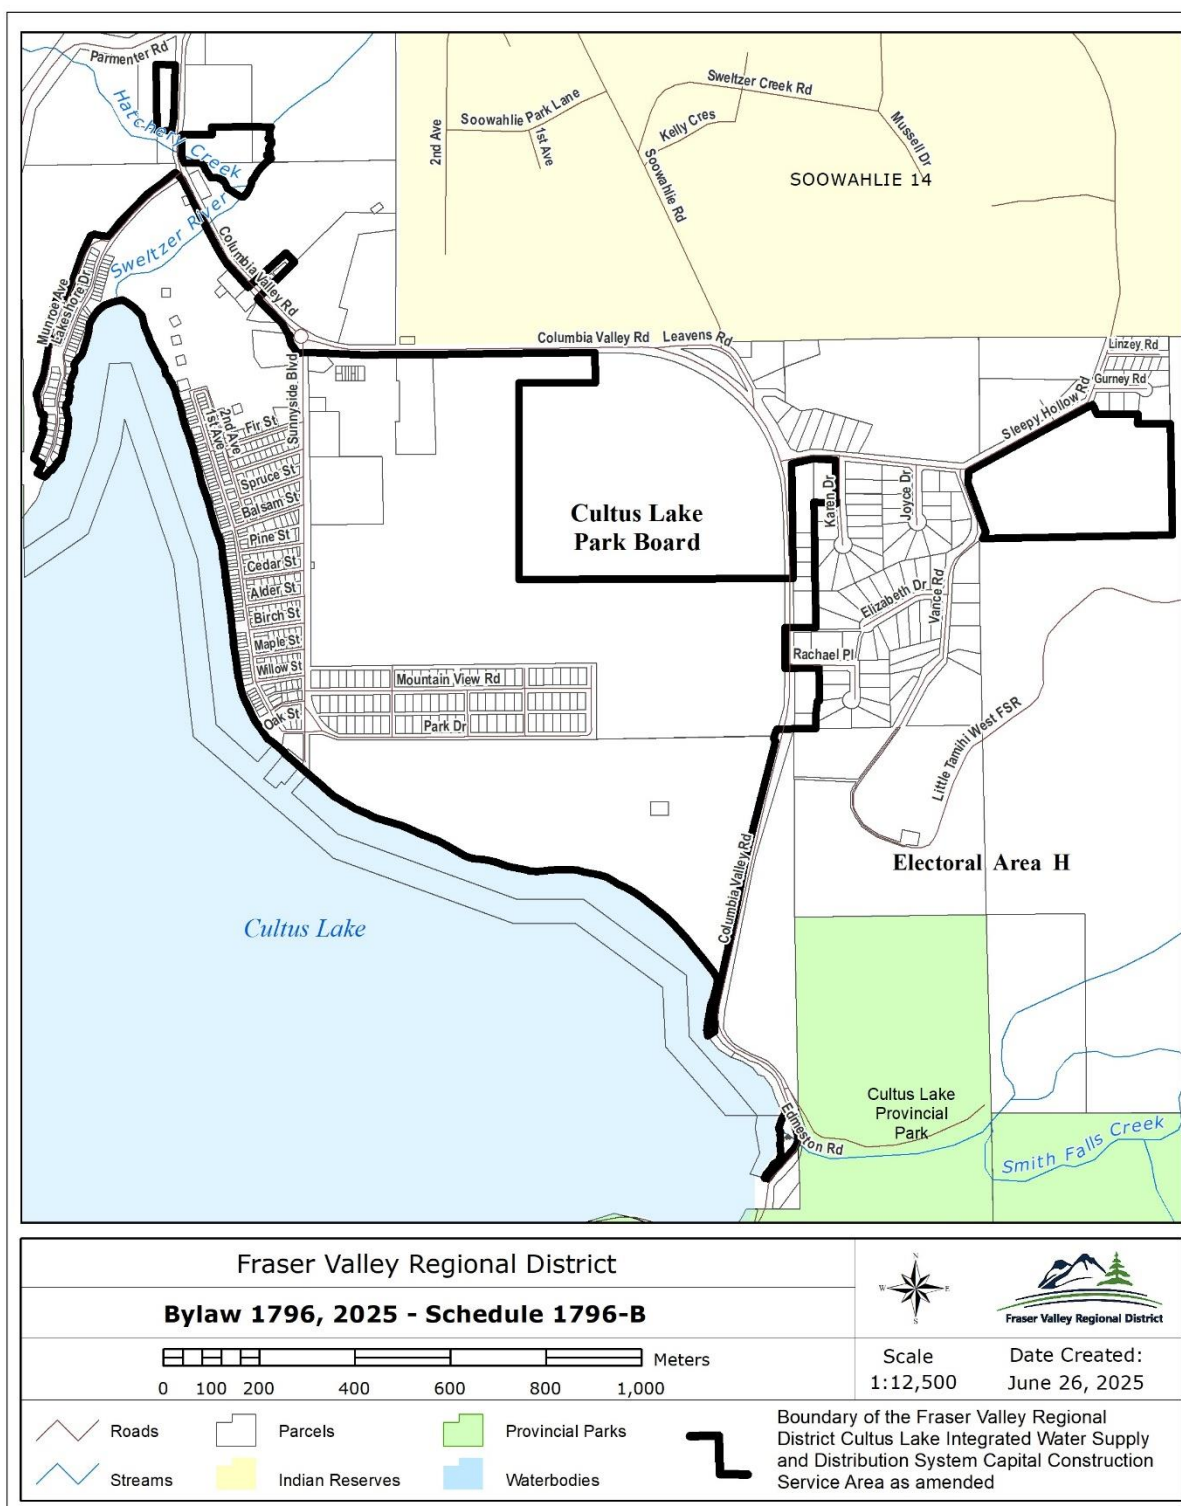 Parmenter Rd
Hatchery Creek
Sweltzer River
Munroe Ave
Lakeshore Dr
Columbia Valley Rd
2nd Ave
Soowahlie Park Lane
1st Ave
Sweltzer Creek Rd
Kelly Cres
Soowahlie Rd
Mussell Dr
SOOWAHLIE 14
Columbia Valley Rd
Leavens Rd
Linzey Rd
Gurney Rd
Sleepy Hollow Rd
Sunnyside Blvd
2nd Ave
1st Ave
Fir St
Spruce St
Balsam St
Pine St
Cedar St
Alder St
Birch St
Maple St
Willow St
Oak St
Mountain View Rd
Park Dr
Cultus Lake
Park Board
Karen Dr
Joyce Dr
Elizabeth Dr
Vance Rd
Rachael Pl
Little Tamihi West FSR
Columbia Valley Rd
Electoral Area H
Cultus Lake
Cultus Lake
Provincial
Park
Edmeston Rd
Smith Falls Creek
Fraser Valley Regional District
Bylaw 1796, 2025 - Schedule 1796-B
Meters
0 100 200 400 600 800 1,000
N
W E
S
Fraser Valley Regional District
Scale
1:12,500
Date Created:
June 26, 2025
Roads
Parcels
Provincial Parks
Streams
Indian Reserves
Waterbodies
Boundary of the Fraser Valley Regional
District Cultus Lake Integrated Water Supply
and Distribution System Capital Construction
Service Area as amended